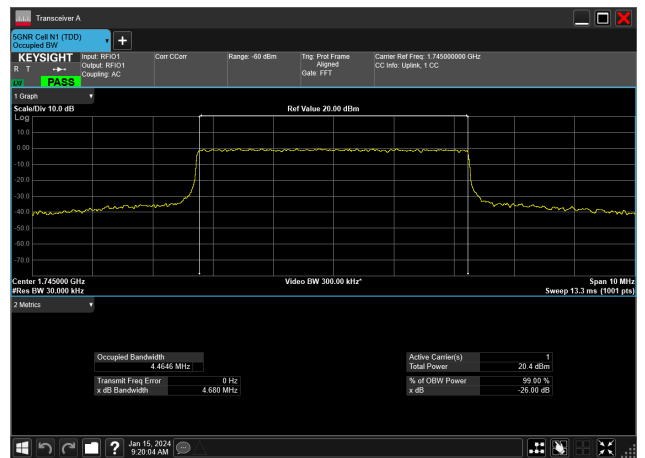 Transceiver A
5GNR Cell N1 (TDD)
Occupied BW
KEYSIGHT
R T
LXI
PASS
Input: RFIO1
Output: RFIO1
Coupling: AC
Corr CCorr
Range: -60 dBm
Trig: Prot Frame
Aligned
Gate: FFT
Carrier Ref Freq: 1.745000000 GHz
CC Info: Uplink, 1 CC
1 Graph
Scale/Div 10.0 dB
Ref Value 20.00 dBm
Log
10.0
0.00
-10.0
-20.0
-30.0
-40.0
-50.0
-60.0
-70.0
Center 1.745000 GHz
Video BW 300.00 kHz*
Span 10 MHz
#Res BW 30.000 kHz
Sweep 13.3 ms (1001 pts)
2 Metrics
Occupied Bandwidth
4.4646 MHz
Transmit Freq Error 0 Hz
x dB Bandwidth 4.680 MHz
Active Carrier(s) 1
Total Power 20.4 dBm
% of OBW Power 99.00 %
x dB -26.00 dB
?
Jan 15, 2024
9:20:04 AM